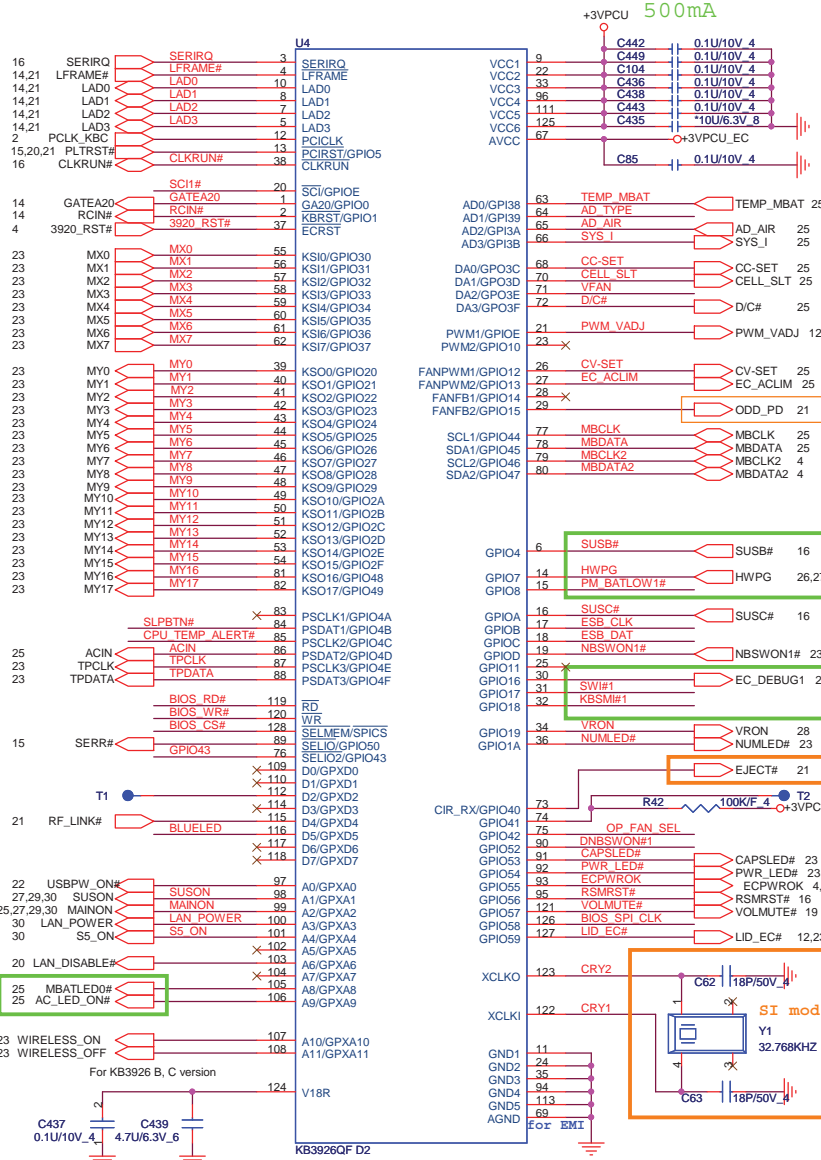 500mA
+3VPCU
U4
16 SERIRQ SERIRQ 3 SERIRQ
14,21 LFRAME# LFRAME# 4 LFRAME
14,21 LAD0 LAD0 10 LAD0
14,21 LAD1 LAD1 8 LAD1
14,21 LAD2 LAD2 7 LAD2
14,21 LAD3 LAD3 5 LAD3
2 PCLK_KBC 12 PCICLK
15,20,21 PLTRST# 13 PCIRST/GPIO5
16 CLKRUN# CLKRUN# 38 CLKRUN
SCI1# 20 SCI/GPIOE
14 GATEA20 GATEA20 1 GA20/GPIO0
14 RCIN# RCIN# 2 KBRST/GPIO1
4 3920_RST# 3920_RST# 37 ECRST
23 MX0 MX0 55 KSI0/GPIO30
23 MX1 MX1 56 KSI1/GPIO31
23 MX2 MX2 57 KSI2/GPIO32
23 MX3 MX3 58 KSI3/GPIO33
23 MX4 MX4 59 KSI4/GPIO34
23 MX5 MX5 60 KSI5/GPIO35
23 MX6 MX6 61 KSI6/GPIO36
23 MX7 MX7 62 KSI7/GPIO37
23 MY0 MY0 39 KSO0/GPIO20
23 MY1 MY1 40 KSO1/GPIO21
23 MY2 MY2 41 KSO2/GPIO22
23 MY3 MY3 42 KSO3/GPIO23
23 MY4 MY4 43 KSO4/GPIO24
23 MY5 MY5 44 KSO5/GPIO25
23 MY6 MY6 45 KSO6/GPIO26
23 MY7 MY7 46 KSO7/GPIO27
23 MY8 MY8 47 KSO8/GPIO28
23 MY9 MY9 48 KSO9/GPIO29
23 MY10 MY10 49 KSO10/GPIO2A
23 MY11 MY11 50 KSO11/GPIO2B
23 MY12 MY12 51 KSO12/GPIO2C
23 MY13 MY13 52 KSO13/GPIO2D
23 MY14 MY14 53 KSO14/GPIO2E
23 MY15 MY15 54 KSO15/GPIO2F
23 MY16 MY16 81 KSO16/GPIO48
23 MY17 MY17 82 KSO17/GPIO49
83 PSCLK1/GPIO4A
SLPBTN# 84 PSDAT1/GPIO4B
CPU_TEMP_ALERT# 85 PSCLK2/GPIO4C
25 ACIN ACIN 86 PSDAT2/GPIO4D
23 TPCLK TPCLK 87 PSCLK3/GPIO4E
23 TPDATA TPDATA 88 PSDAT3/GPIO4F
BIOS_RD# 119 RD
BIOS_WR# 120 WR
BIOS_CS# 128 SELMEM/SPICS
15 SERR# 89 SELIO/GPIO50
GPIO43 76 SELIO2/GPIO43
109 D0/GPXD0
110 D1/GPXD1
T1 112 D2/GPXD2
114 D3/GPXD3
21 RF_LINK# 115 D4/GPXD4
BLUELED 116 D5/GPXD5
117 D6/GPXD6
118 D7/GPXD7
22 USBPW_ON# 97 A0/GPXA0
27,29,30 SUSON SUSON 98 A1/GPXA1
25,27,29,30 MAINON MAINON 99 A2/GPXA2
30 LAN_POWER LAN_POWER 100 A3/GPXA3
30 S5_ON S5_ON 101 A4/GPXA4
102 A5/GPXA5
20 LAN_DISABLE# 103 A6/GPXA6
104 A7/GPXA7
25 MBATLED0# 105 A8/GPXA8
25 AC_LED_ON# 106 A9/GPXA9
23 WIRELESS_ON 107 A10/GPXA10
23 WIRELESS_OFF 108 A11/GPXA11
For KB3926 B, C version
124 V18R
2
1
C437 0.1U/10V_4
C439 4.7U/6.3V_6
KB3926QF D2
VCC1 9 C442 0.1U/10V_4
VCC2 22 C449 0.1U/10V_4
VCC3 33 C104 0.1U/10V_4
VCC4 96 C436 0.1U/10V_4
VCC5 111 C438 0.1U/10V_4
VCC6 125 C443 0.1U/10V_4
C435 *10U/6.3V_8
AVCC 67 +3VPCU_EC
C85 0.1U/10V_4
AD0/GPI38 63 TEMP_MBAT TEMP_MBAT 25
AD1/GPI39 64 AD_TYPE
AD2/GPI3A 65 AD_AIR AD_AIR 25
AD3/GPI3B 66 SYS_I SYS_I 25
DA0/GPO3C 68 CC-SET CC-SET 25
DA1/GPO3D 70 CELL_SLT CELL_SLT 25
DA2/GPO3E 71 VFAN
DA3/GPO3F 72 D/C# D/C# 25
PWM1/GPIOE 21 PWM_VADJ PWM_VADJ 12
PWM2/GPIO10 23
FANPWM1/GPIO12 26 CV-SET CV-SET 25
FANPWM2/GPIO13 27 EC_ACLIM EC_ACLIM 25
FANFB1/GPIO14 28
FANFB2/GPIO15 29 ODD_PD 21
SCL1/GPIO44 77 MBCLK MBCLK 25
SDA1/GPIO45 78 MBDATA MBDATA 25
SCL2/GPIO46 79 MBCLK2 MBCLK2 4
SDA2/GPIO47 80 MBDATA2 MBDATA2 4
GPIO4 6 SUSB# SUSB# 16
GPIO7 14 HWPG HWPG 26,27
GPIO8 15 PM_BATLOW1#
GPIOA 16 SUSC# SUSC# 16
GPIOB 17 ESB_CLK
GPIOC 18 ESB_DAT
GPIOD 19 NBSWON1# NBSWON1# 23
GPIO11 25
GPIO16 30 EC_DEBUG1 2
GPIO17 31 SWI#1
GPIO18 32 KBSMI#1
GPIO19 34 VRON VRON 28
GPIO1A 36 NUMLED# NUMLED# 23
EJECT# 21
CIR_RX/GPIO40 73
GPIO41 74 T2
R42 100K/F_4 +3VPC
GPIO42 75 OP_FAN_SEL
GPIO52 90 DNBSWON#1
GPIO53 91 CAPSLED# CAPSLED# 23
GPIO54 92 PWR_LED# PWR_LED# 23
GPIO55 93 ECPWROK ECPWROK 4,
GPIO56 95 RSMRST# RSMRST# 16
GPIO57 121 VOLMUTE# VOLMUTE# 19
GPIO58 126 BIOS_SPI_CLK
GPIO59 127 LID_EC# LID_EC# 12,23
XCLKO 123 CRY2
C62 18P/50V_4
XCLKI 122 CRY1
1 2
SI mod
Y1
32.768KHZ
4 3
C63 18P/50V_4
GND1 11
GND2 24
GND3 35
GND4 94
GND5 113
AGND 69
for EMI